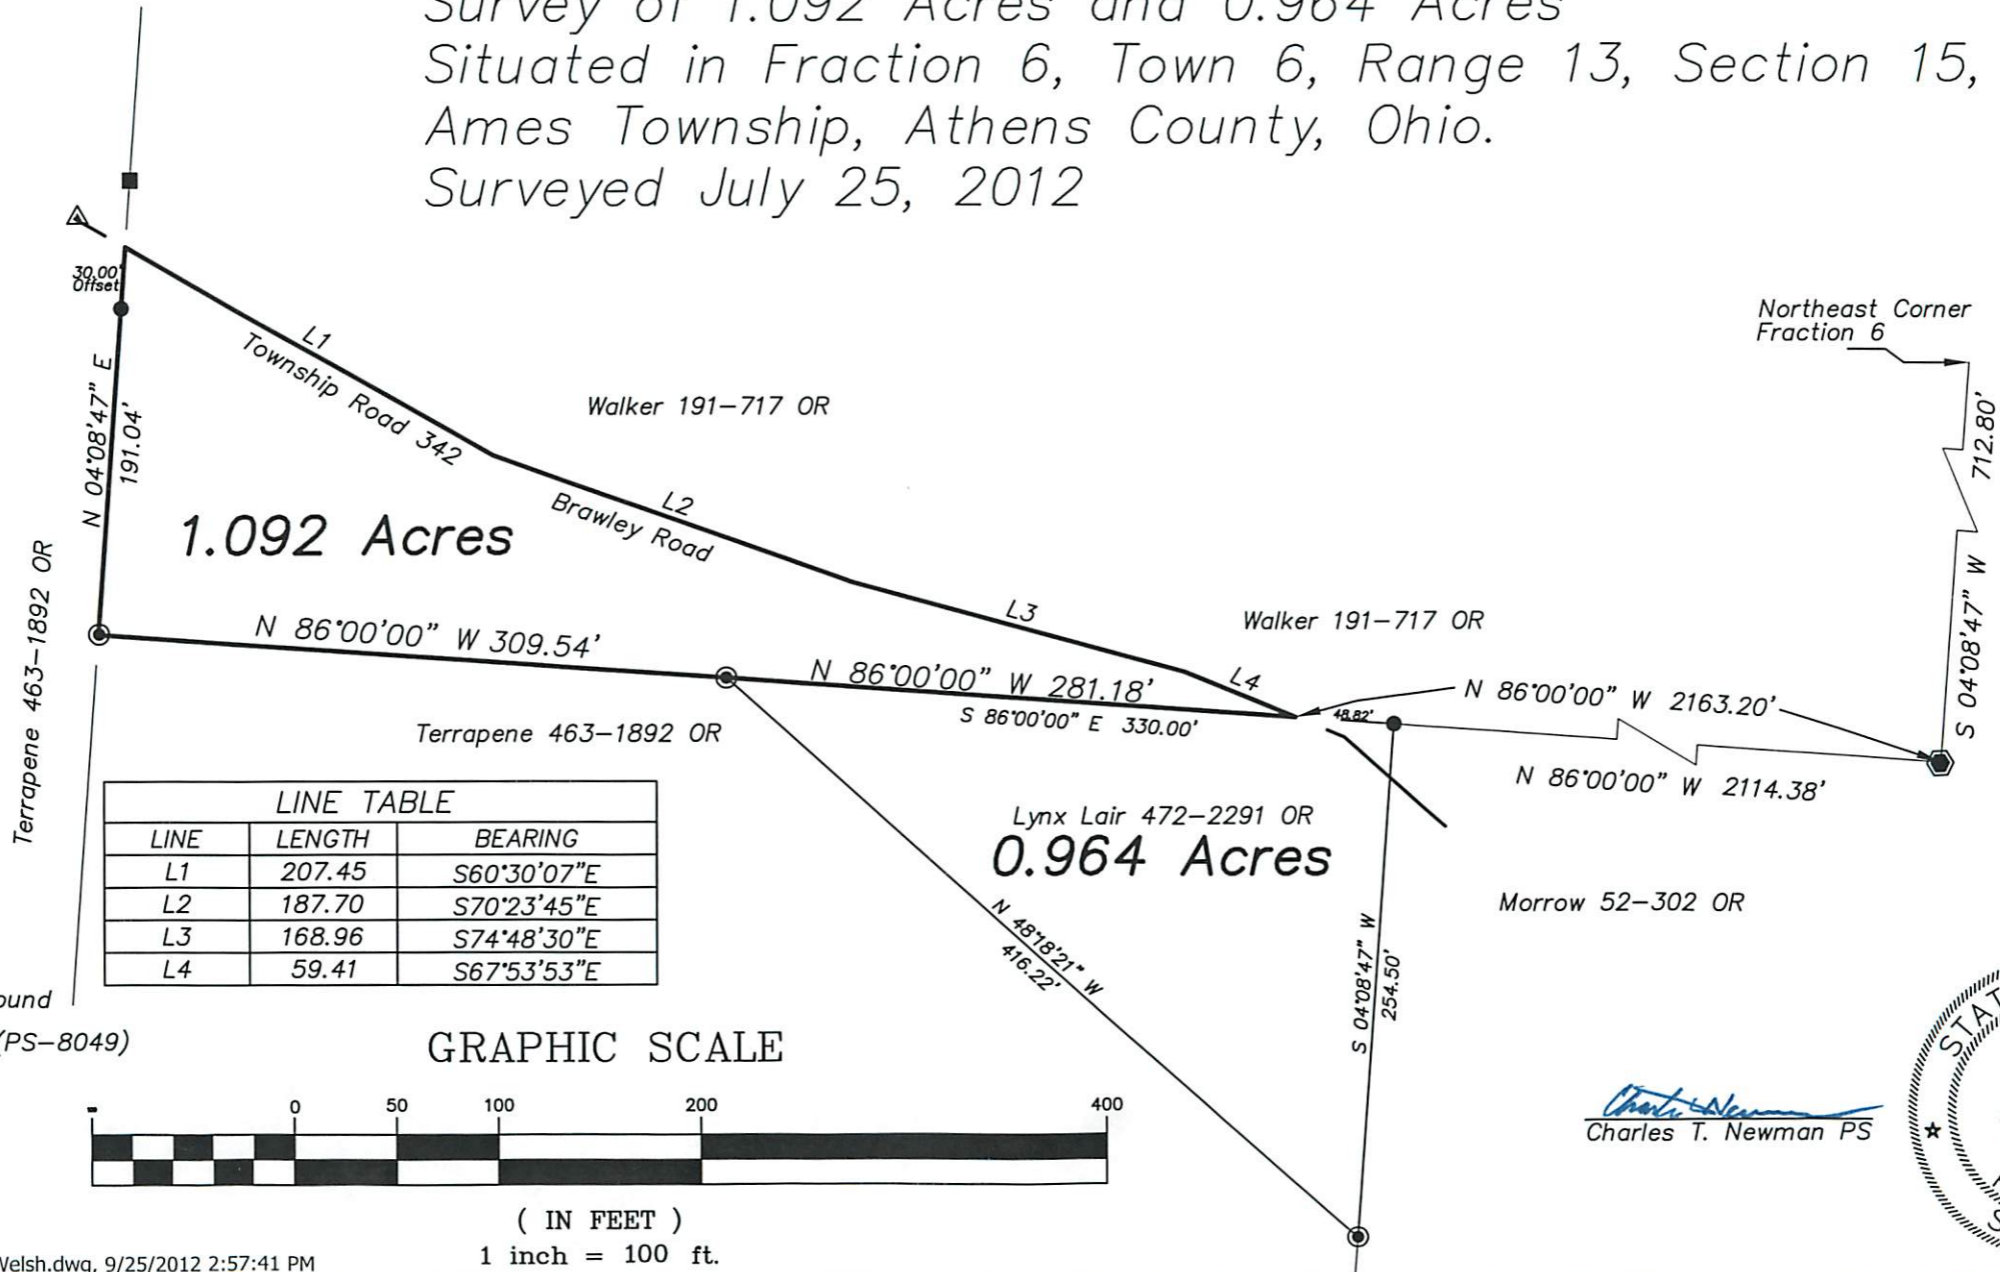 Survey of 1.092 Acres and 0.964 Acres
Situated in Fraction 6, Town 6, Range 13, Section 15,
Ames Township, Athens County, Ohio.
Surveyed July 25, 2012
30.00'
Offset
N 04°08'47" E
191.04'
L1
Township Road 342
Walker 191-717 OR
L2
Brawley Road
1.092 Acres
Northeast Corner
Fraction 6
712.80'
S 04°08'47" W
Terrapene 463-1892 OR
N 86°00'00" W 309.54'
L3
Walker 191-717 OR
L4
N 86°00'00" W 281.18'
S 86°00'00" E 330.00'
48.82'
N 86°00'00" W 2163.20'
N 86°00'00" W 2114.38'
Terrapene 463-1892 OR
Lynx Lair 472-2291 OR
0.964 Acres
Morrow 52-302 OR
N 48°18'21" W
416.22'
S 04°08'47" W
254.50'
LINE TABLE
LINE LENGTH BEARING
L1 207.45 S60°30'07"E
L2 187.70 S70°23'45"E
L3 168.96 S74°48'30"E
L4 59.41 S67°53'53"E
ound
(PS-8049)
GRAPHIC SCALE
0 50 100 200 400
( IN FEET )
1 inch = 100 ft.
Charles T. Newman PS
STAT
Welsh.dwg, 9/25/2012 2:57:41 PM